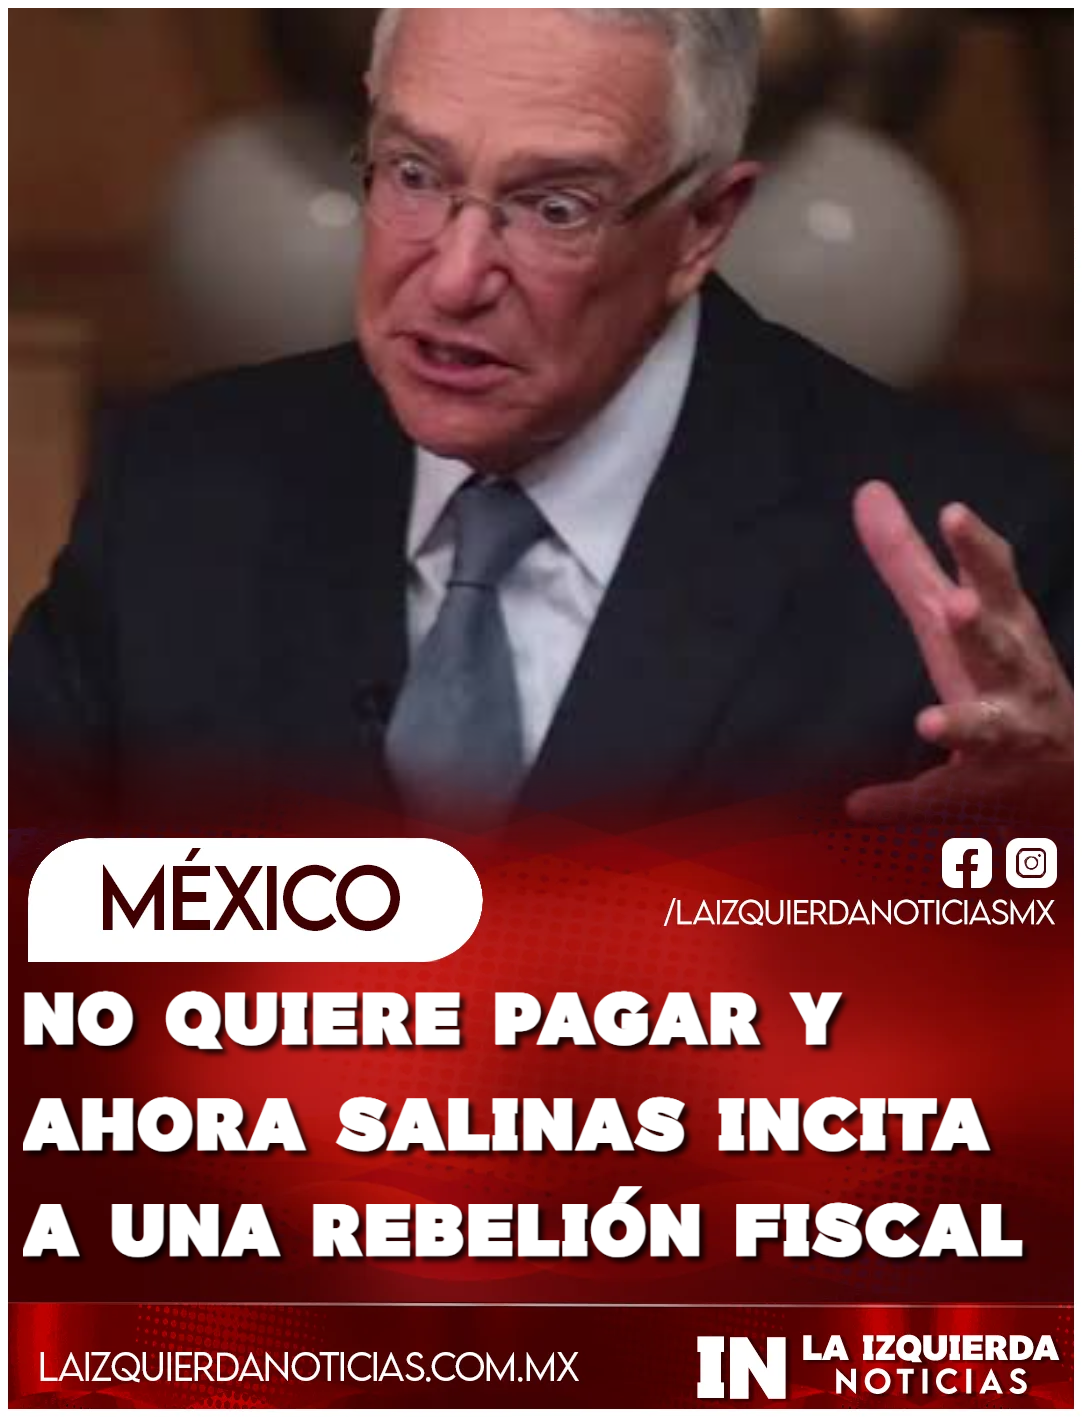 MÉXICO
/LAIZQUIERDANOTICIASMX
NO QUIERE PAGAR Y
AHORA SALINAS INCITA
A UNA REBELIÓN FISCAL
LAIZQUIERDANOTICIAS.COM.MX
IN LA IZQUIERDA
NOTICIAS